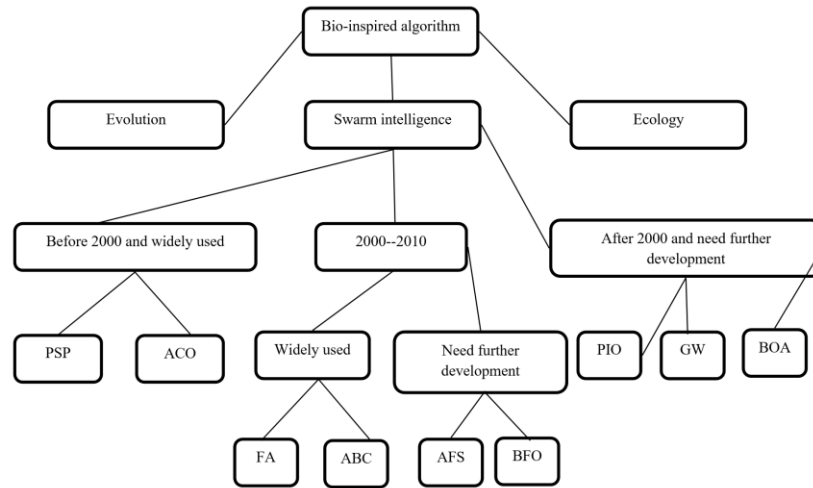 Bio-inspired algorithm
Evolution
Swarm intelligence
Ecology
Before 2000 and widely used
2000--2010
After 2000 and need further
development
PSP
ACO
Widely used
Need further
development
PIO
GW
BOA
FA
ABC
AFS
BFO